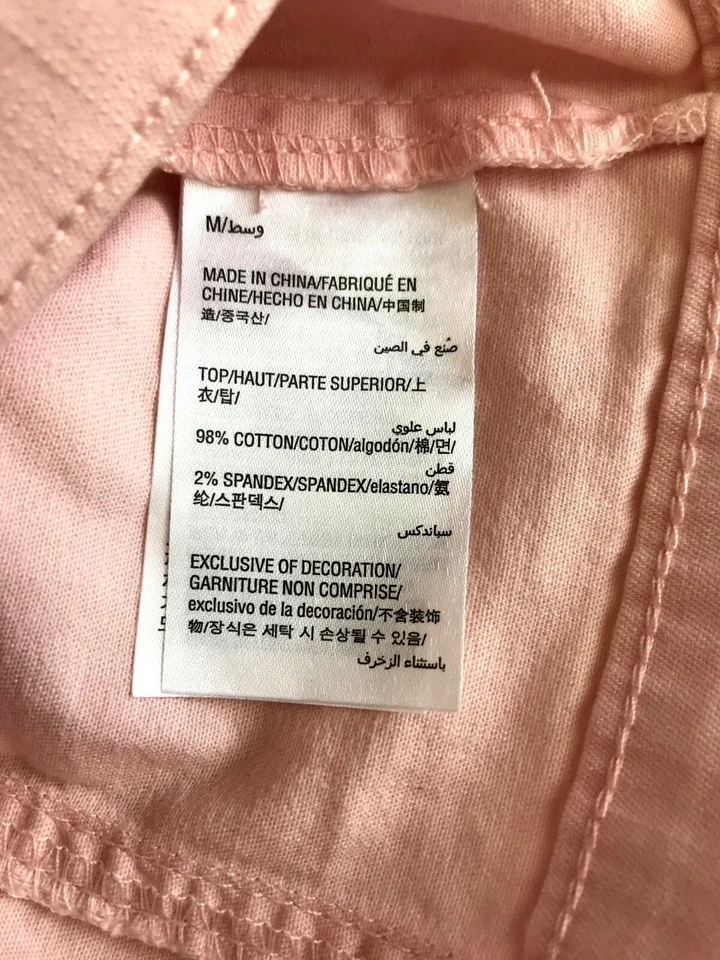 M/وسط
MADE IN CHINA/FABRIQUÉ EN
CHINE/HECHO EN CHINA/中国制
造/중국산/
صُنع في الصين
TOP/HAUT/PARTE SUPERIOR/上
衣/탑/
لباس علوي
98% COTTON/COTON/algodón/棉/면/
قطن
2% SPANDEX/SPANDEX/elastano/氨
纶/스판덱스/
سباندكس
EXCLUSIVE OF DECORATION/
GARNITURE NON COMPRISE/
exclusivo de la decoración/不含装饰
物/장식은 세탁 시 손상될 수 있음/
باستثناء الزخرف